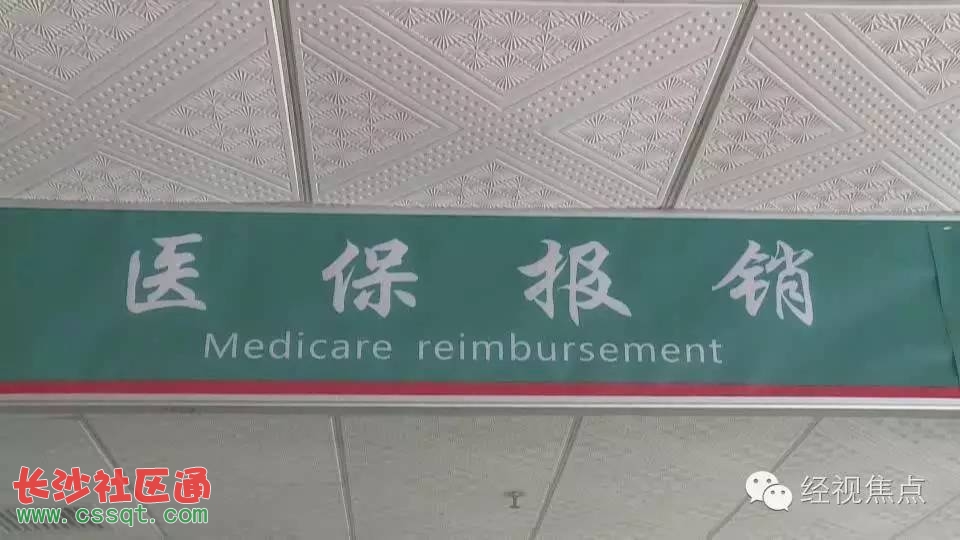 医保报销
Medicare reimbursement
长沙社区通
www.cssqt.com
经视焦点